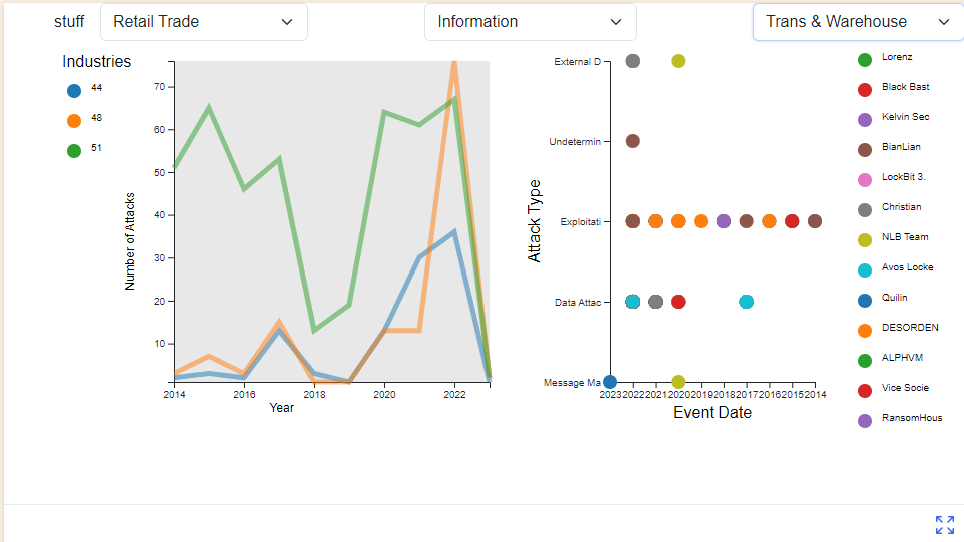 stuff
Retail Trade
Information
Trans & Warehouse
Industries
44
48
51
Number of Attacks
70
60
50
40
30
20
10
2014
2016
2018
2020
2022
Year
Attack Type
External D
Undetermin
Exploitati
Data Attac
Message Ma
2023
2022
2021
2020
2019
2018
2017
2016
2015
2014
Event Date
Lorenz
Black Bast
Kelvin Sec
BianLian
LockBit 3.
Christian
NLB Team
Avos Locke
Quilin
DESORDEN
ALPHVM
Vice Socie
RansomHous